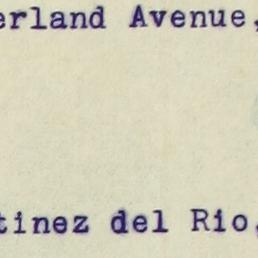 erland Avenue,
tinez del Rio,